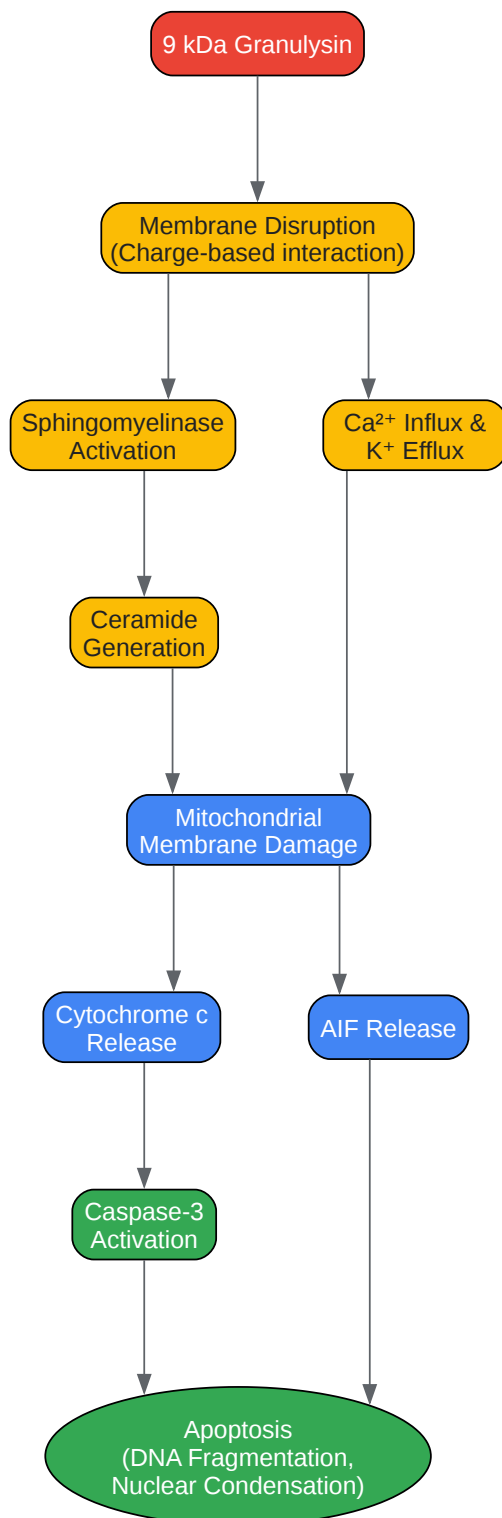 9 kDa Granulysin
Membrane Disruption
(Charge-based interaction)
Sphingomyelinase
Activation
Ca²⁺ Influx &
K⁺ Efflux
Ceramide
Generation
Mitochondrial
Membrane Damage
Cytochrome c
Release
AIF Release
Caspase-3
Activation
Apoptosis
(DNA Fragmentation,
Nuclear Condensation)